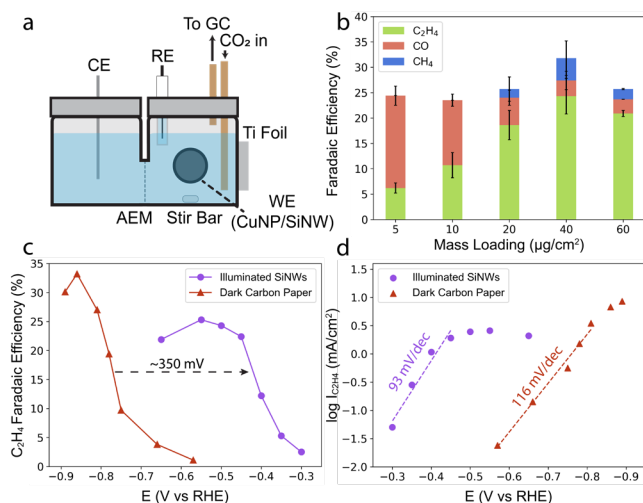 a
To GC
CO₂ in
CE
RE
Ti Foil
WE
(CuNP/SiNW)
AEM
Stir Bar
b
Faradaic Efficiency (%)
40
35
30
25
20
15
10
5
0
C₂H₄
CO
CH₄
5
10
20
40
60
Mass Loading (μg/cm²)
c
C₂H₄ Faradaic Efficiency (%)
35
30
25
20
15
10
5
0
Illuminated SiNWs
Dark Carbon Paper
~350 mV
−0.9
−0.8
−0.7
−0.6
−0.5
−0.4
−0.3
E (V vs RHE)
d
log I_C2H4 (mA/cm²)
1.5
1.0
0.5
0.0
−0.5
−1.0
−1.5
−2.0
Illuminated SiNWs
Dark Carbon Paper
93 mV/dec
116 mV/dec
−0.3
−0.4
−0.5
−0.6
−0.7
−0.8
−0.9
E (V vs RHE)